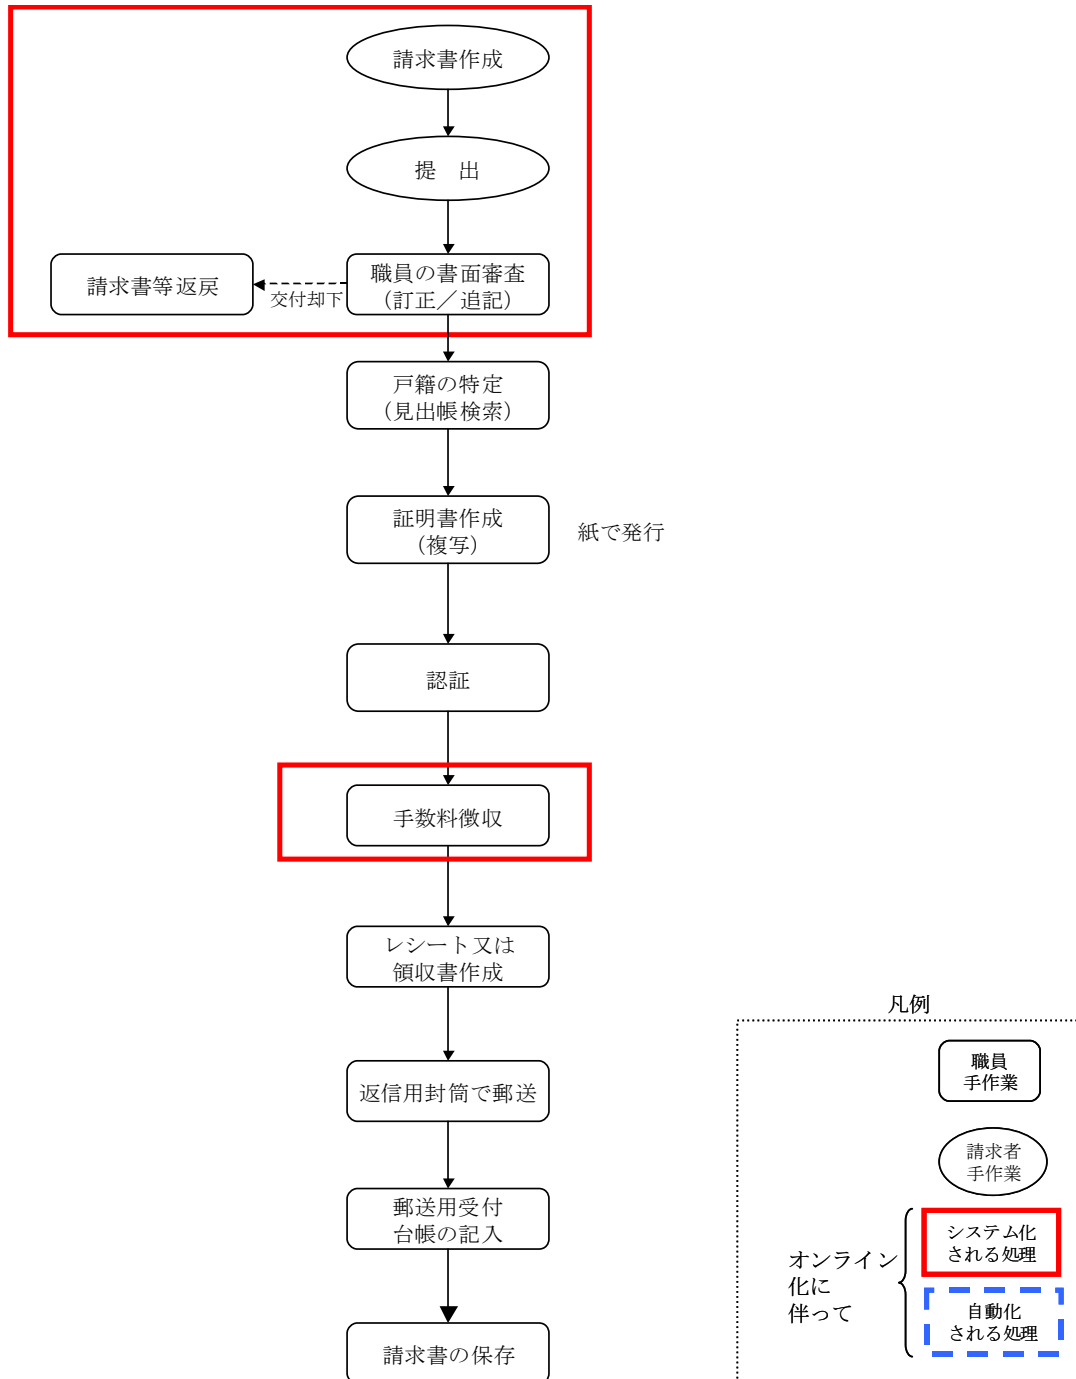 請求書作成
提　出
職員の書面審査
（訂正／追記）
交付却下
請求書等返戻
戸籍の特定
（見出帳検索）
証明書作成
（複写）
紙で発行
認証
手数料徴収
レシート又は
領収書作成
返信用封筒で郵送
郵送用受付
台帳の記入
請求書の保存
凡例
職員
手作業
請求者
手作業
オンライン
化に
伴って
システム化
される処理
自動化
される処理